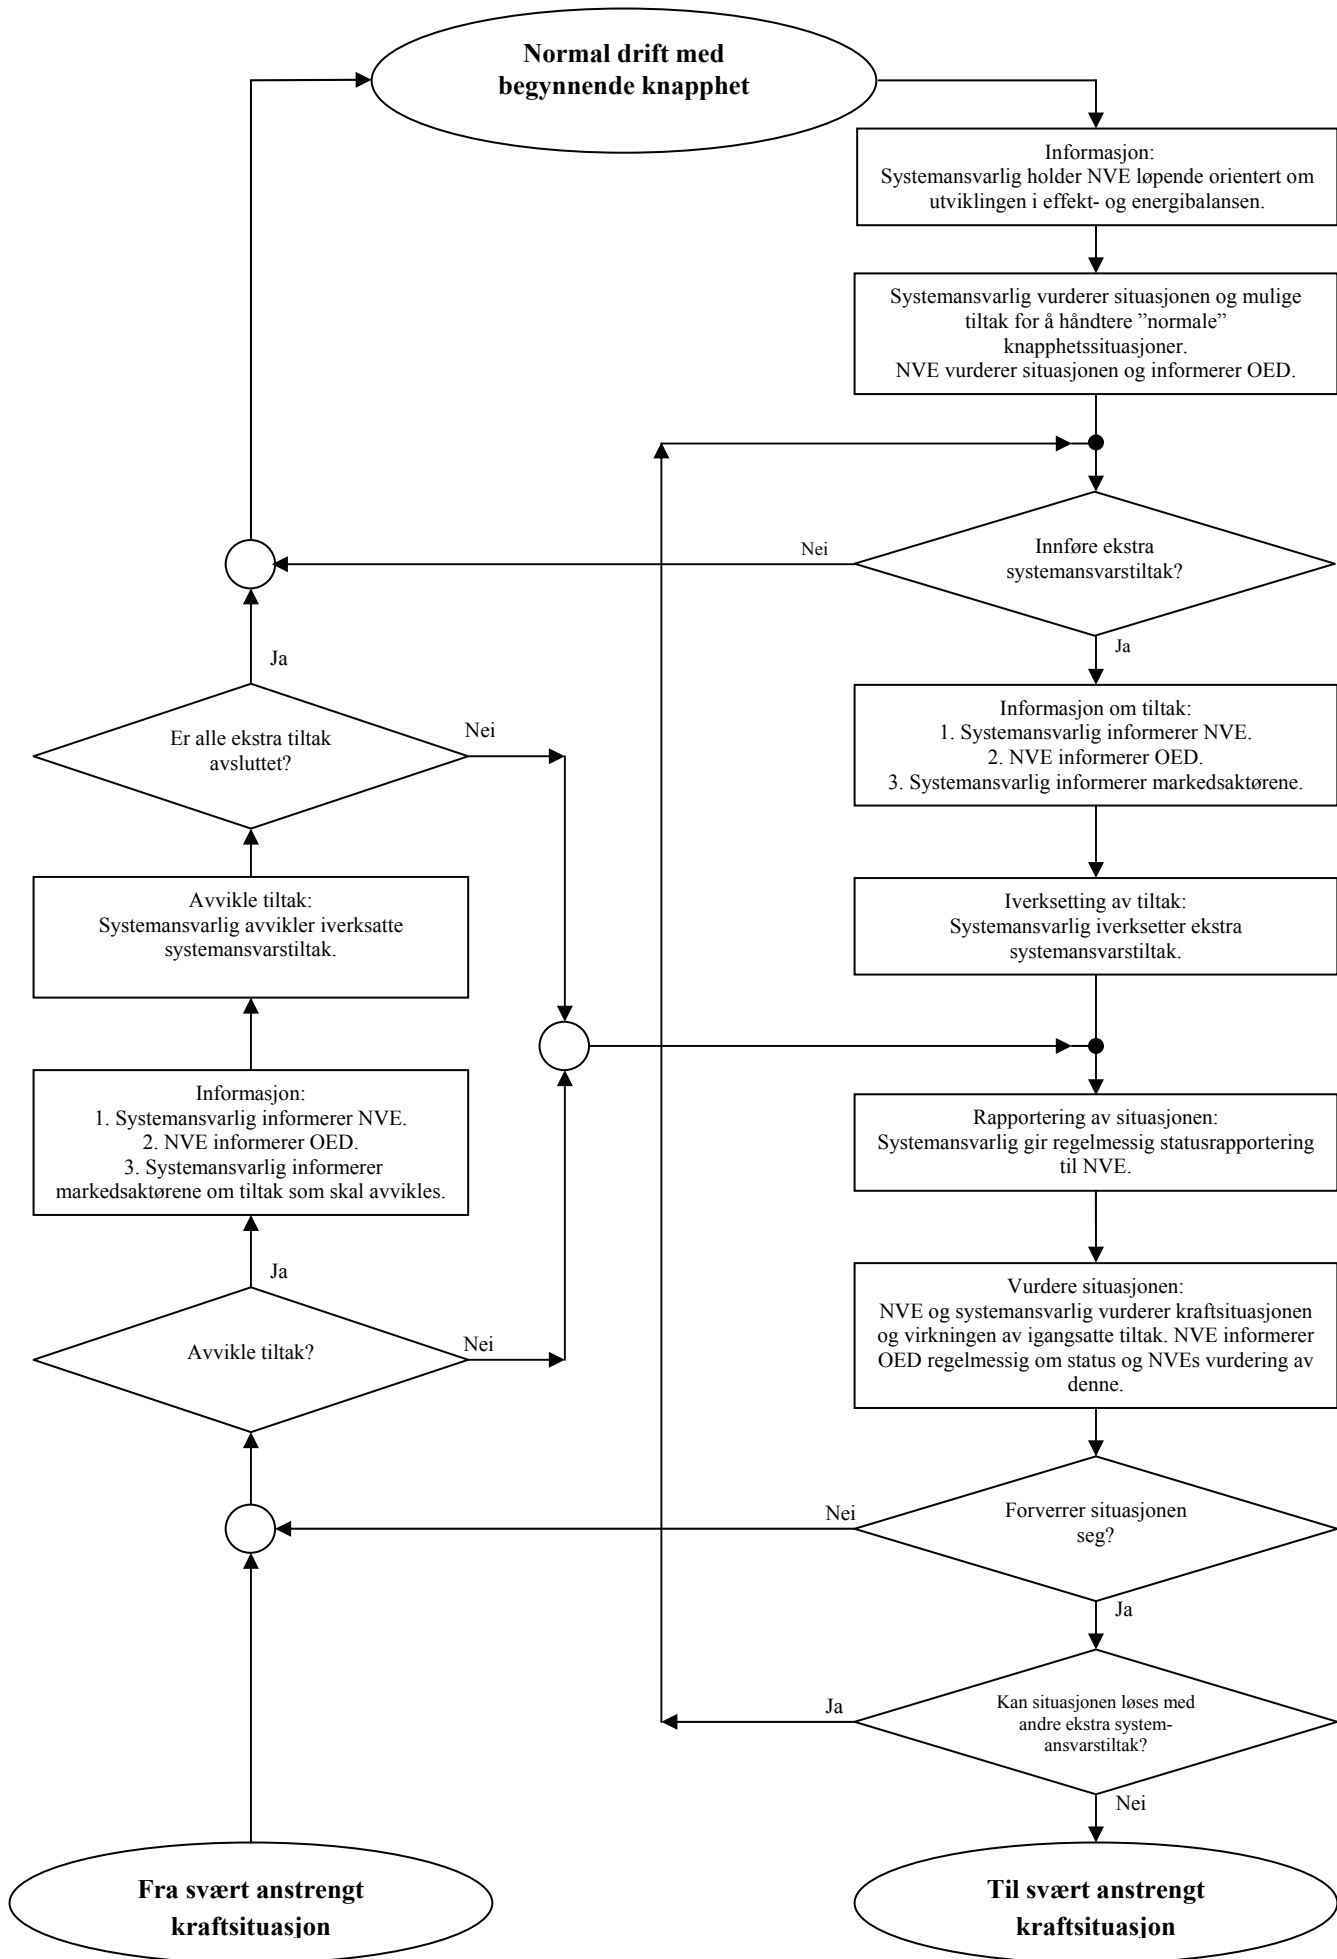 Normal drift med
begynnende knapphet
Informasjon:
Systemansvarlig holder NVE løpende orientert om
utviklingen i effekt- og energibalansen.
Systemansvarlig vurderer situasjonen og mulige
tiltak for å håndtere ”normale”
knapphetssituasjoner.
NVE vurderer situasjonen og informerer OED.
Innføre ekstra
systemansvarstiltak?
Nei
Ja
Informasjon om tiltak:
1. Systemansvarlig informerer NVE.
2. NVE informerer OED.
3. Systemansvarlig informerer markedsaktørene.
Iverksetting av tiltak:
Systemansvarlig iverksetter ekstra
systemansvarstiltak.
Rapportering av situasjonen:
Systemansvarlig gir regelmessig statusrapportering
til NVE.
Vurdere situasjonen:
NVE og systemansvarlig vurderer kraftsituasjonen
og virkningen av igangsatte tiltak. NVE informerer
OED regelmessig om status og NVEs vurdering av
denne.
Forverrer situasjonen
seg?
Nei
Ja
Kan situasjonen løses med
andre ekstra system-
ansvarstiltak?
Ja
Nei
Til svært anstrengt
kraftsituasjon
Ja
Er alle ekstra tiltak
avsluttet?
Nei
Avvikle tiltak:
Systemansvarlig avvikler iverksatte
systemansvarstiltak.
Informasjon:
1. Systemansvarlig informerer NVE.
2. NVE informerer OED.
3. Systemansvarlig informerer
markedsaktørene om tiltak som skal avvikles.
Ja
Avvikle tiltak?
Nei
Fra svært anstrengt
kraftsituasjon